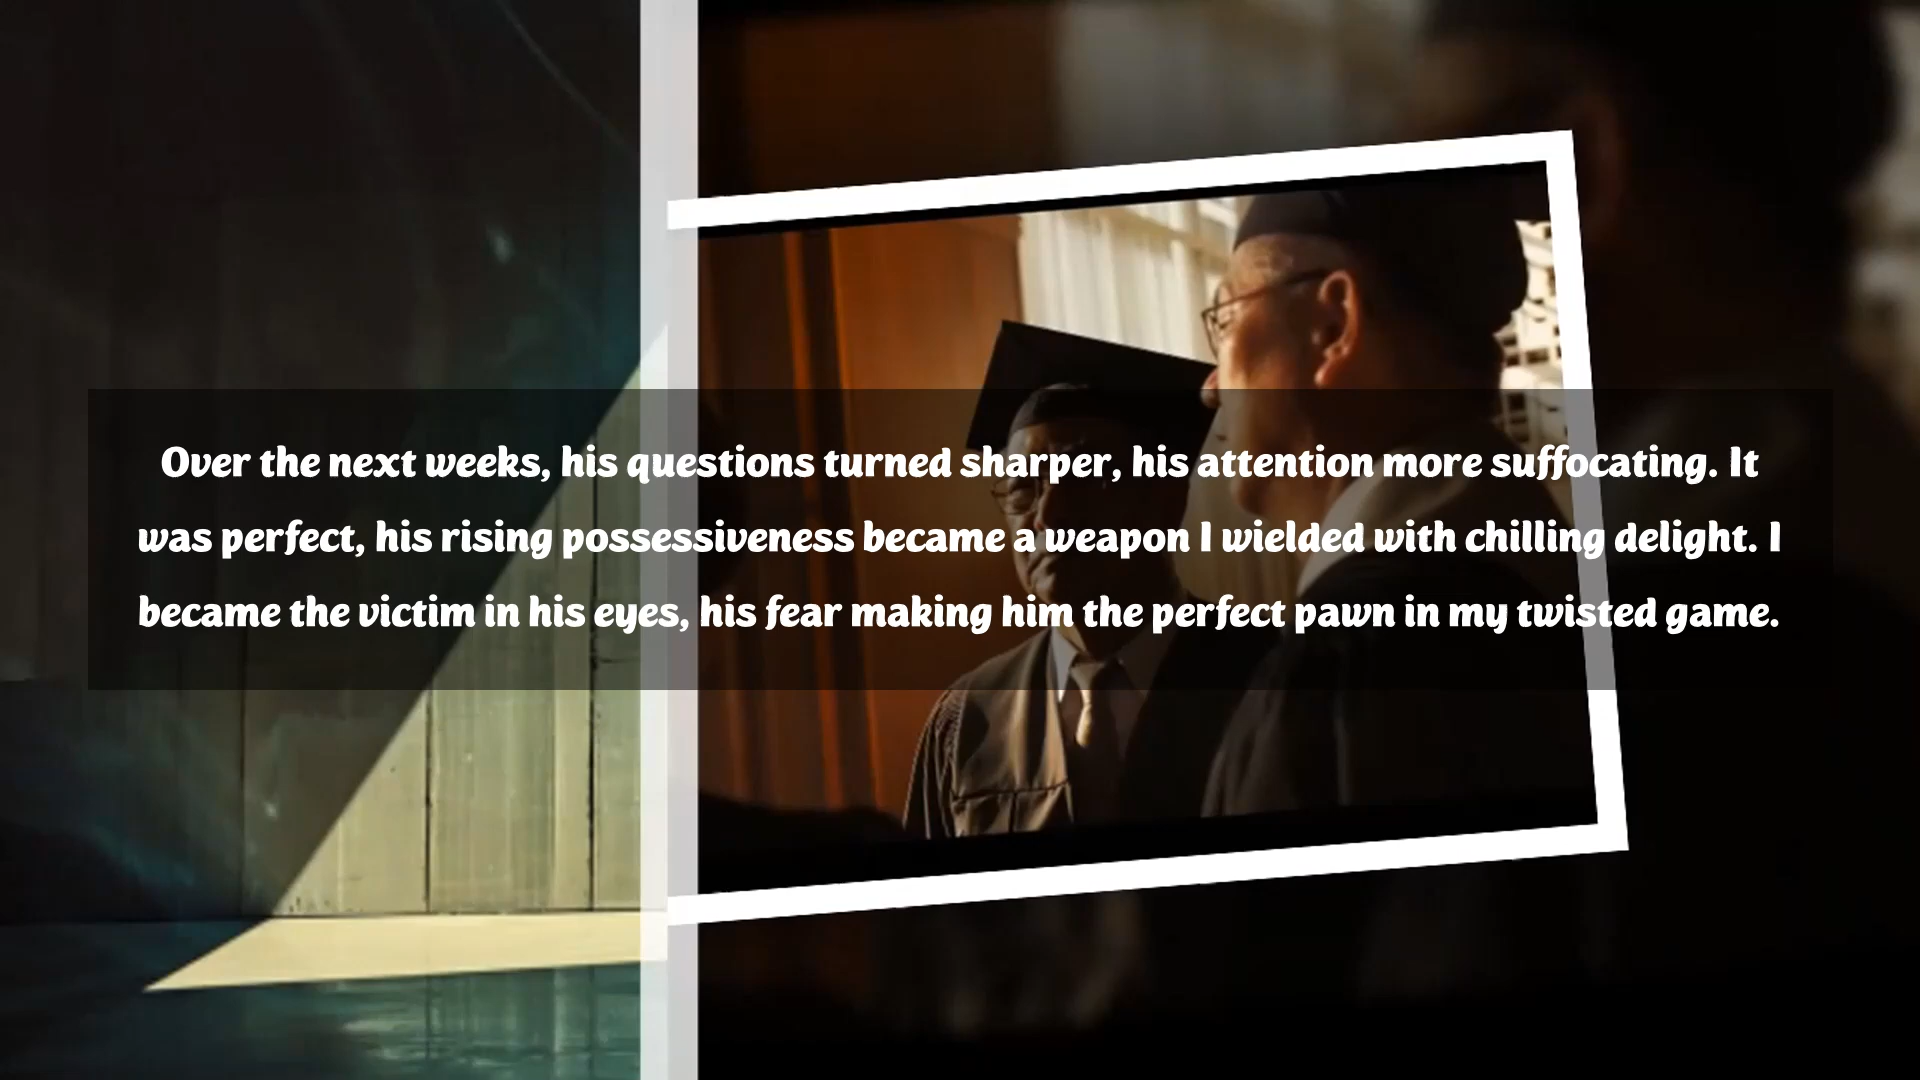 Over the next weeks, his questions turned sharper, his attention more suffocating. It
was perfect, his rising possessiveness became a weapon I wielded with chilling delight. I
became the victim in his eyes, his fear making him the perfect pawn in my twisted game.